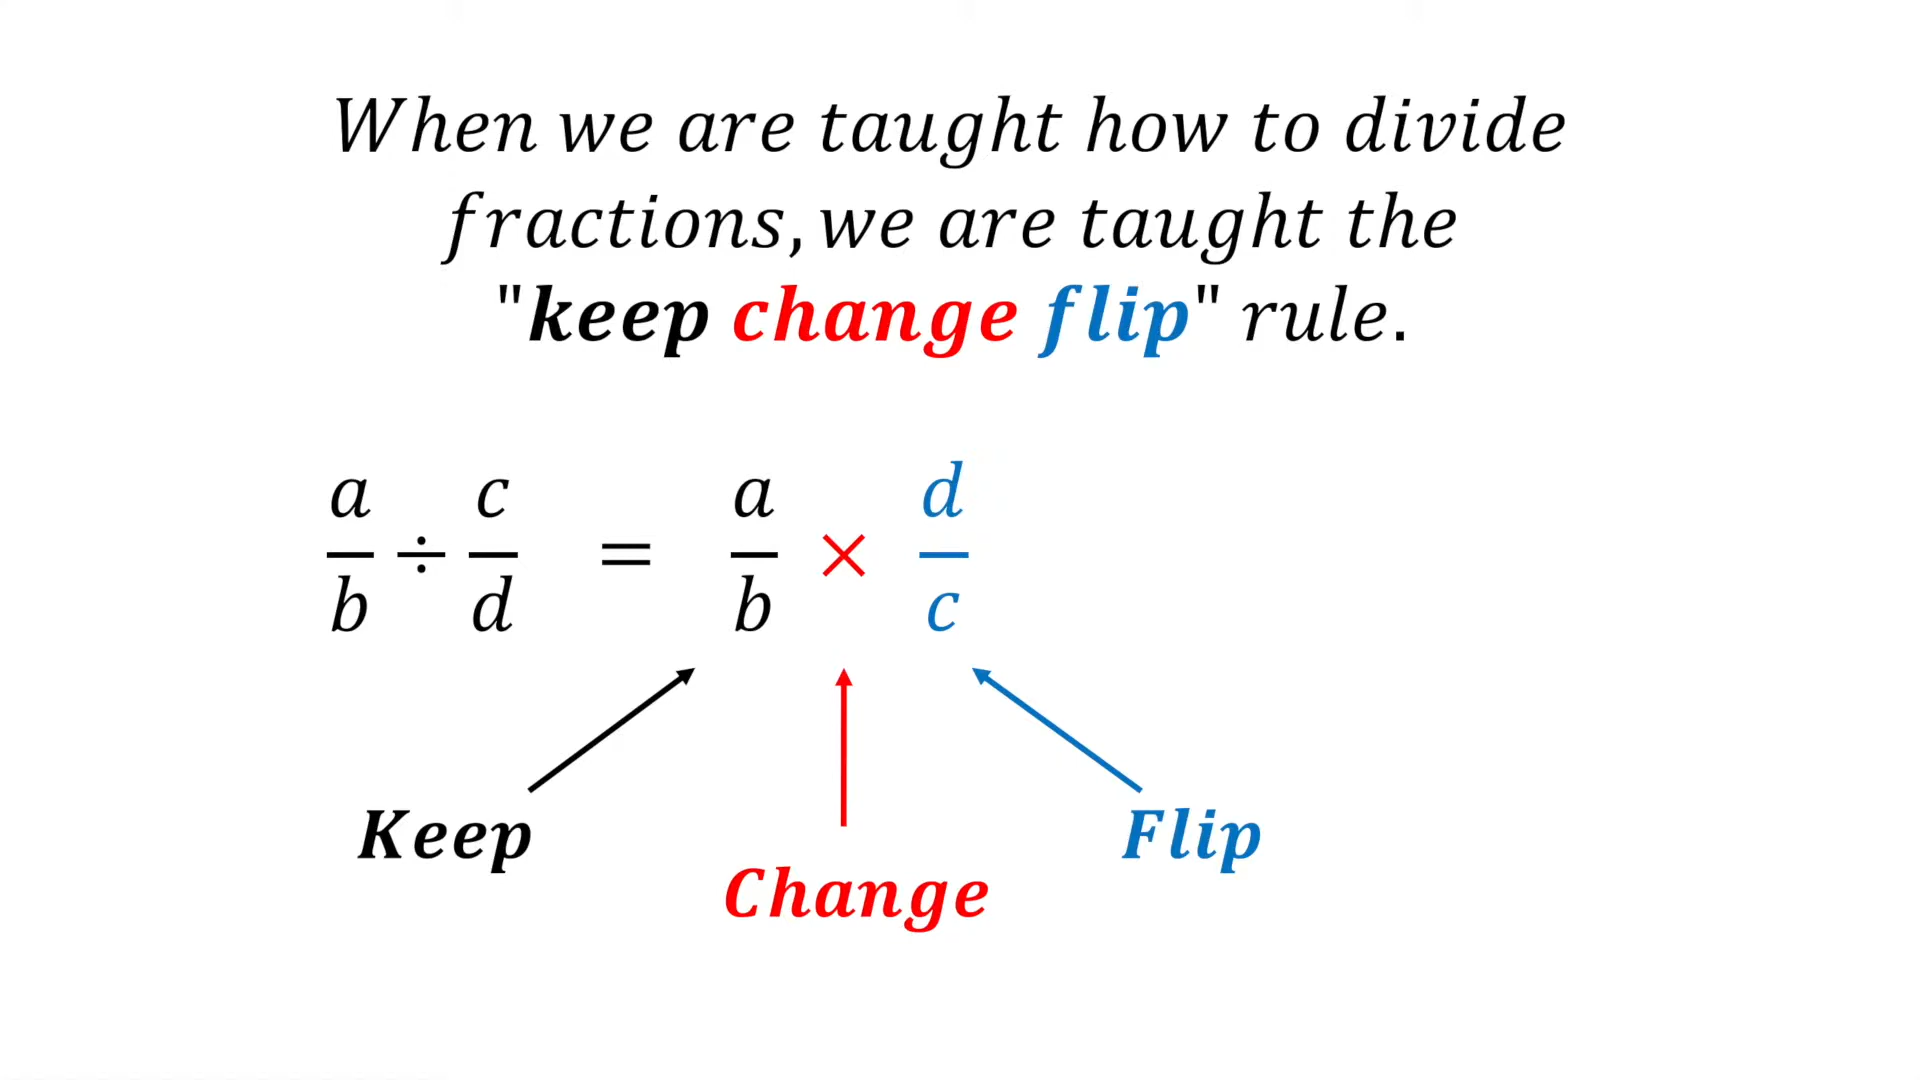 When we are taught how to divide
fractions, we are taught the
"keep change flip" rule.
a/b ÷ c/d = a/b × d/c
Keep
Change
Flip